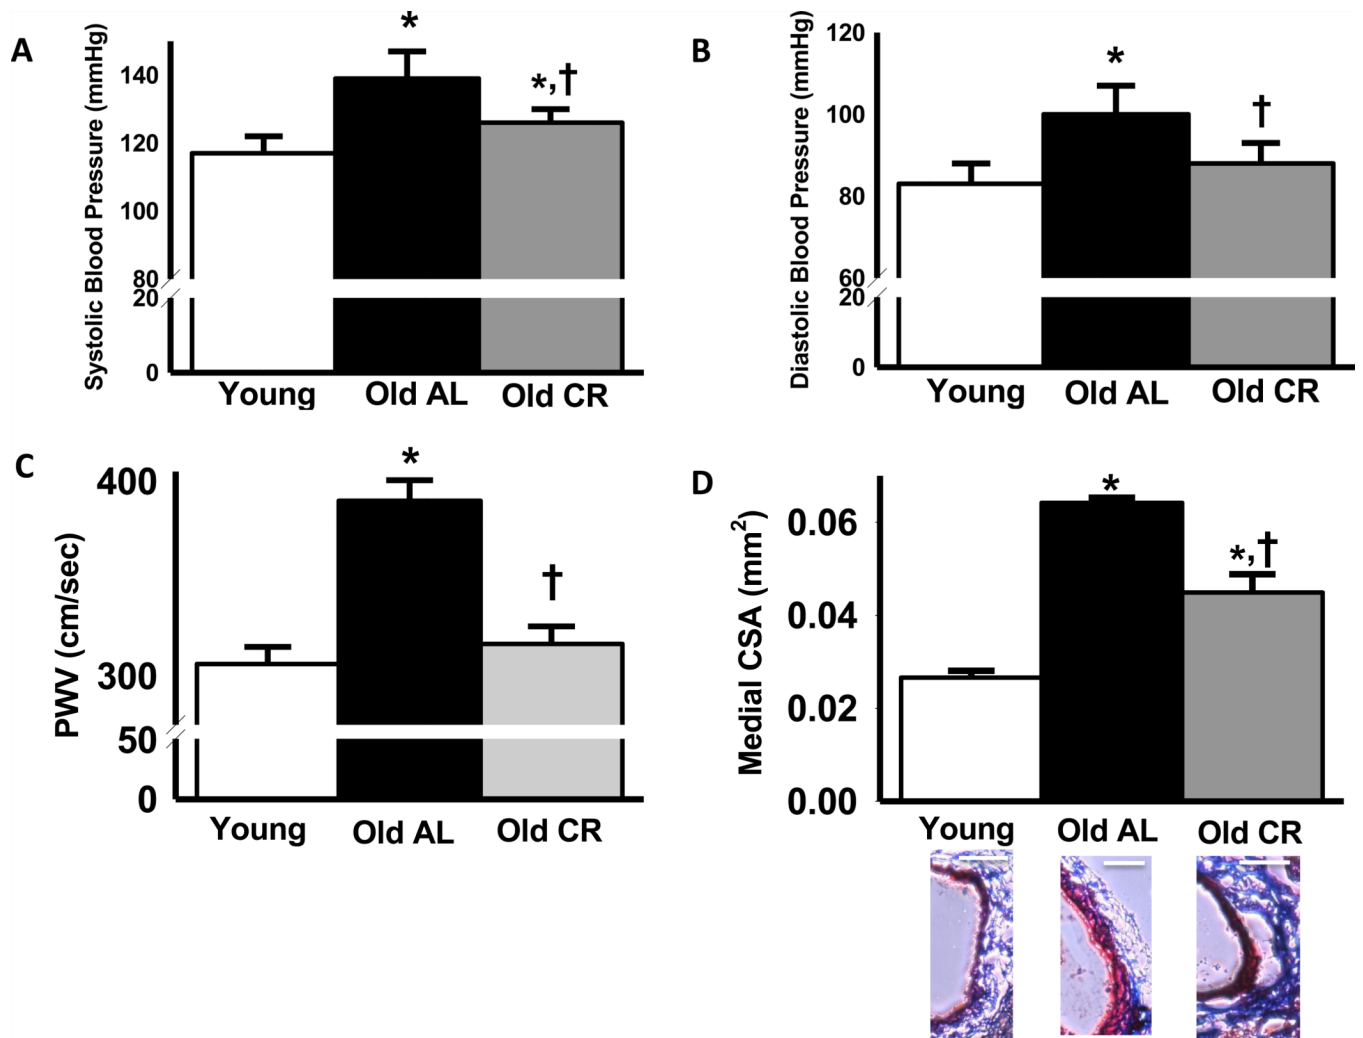 A
Systolic Blood Pressure (mmHg)
140
120
100
80
20
0
*
*,†
Young Old AL Old CR
B
Diastolic Blood Pressure (mmHg)
120
100
80
60
20
0
*
†
Young Old AL Old CR
C
PWV (cm/sec)
400
300
50
0
*
†
Young Old AL Old CR
D
Medial CSA (mm²)
0.06
0.04
0.02
0.00
*
*,†
Young Old AL Old CR